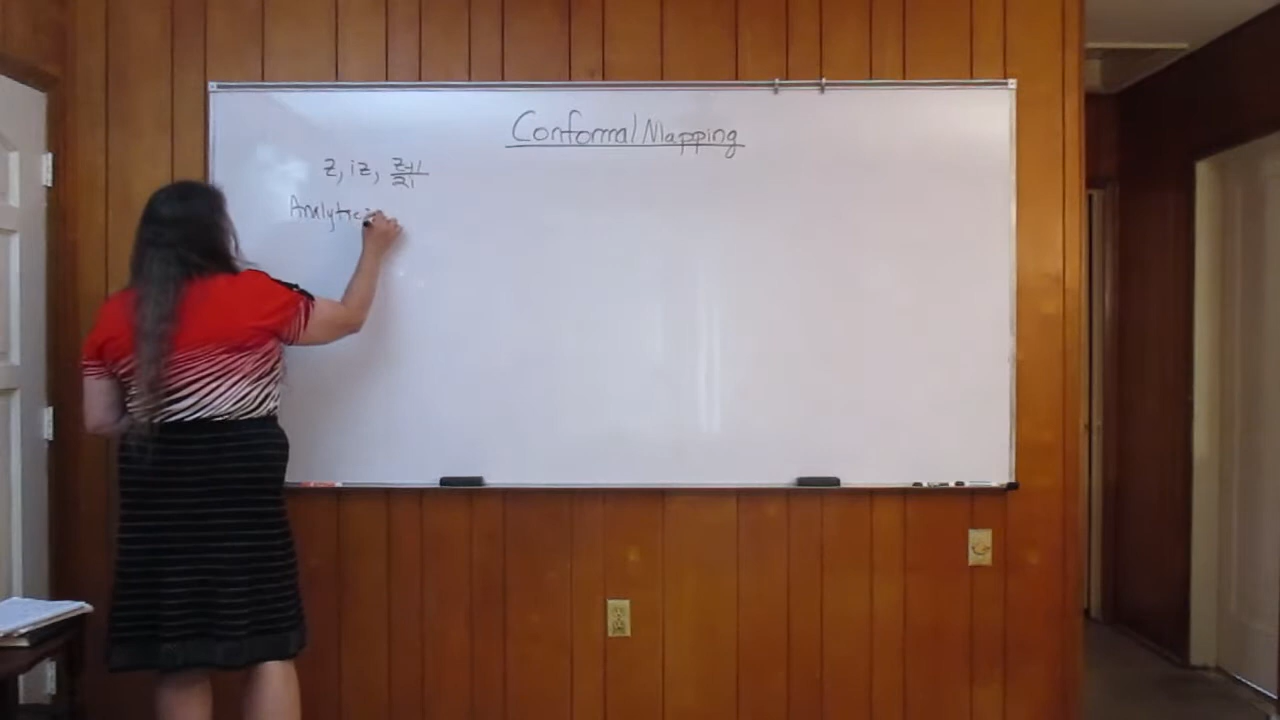 Conformal Mapping
z, iz, z+1/2i
Analytic